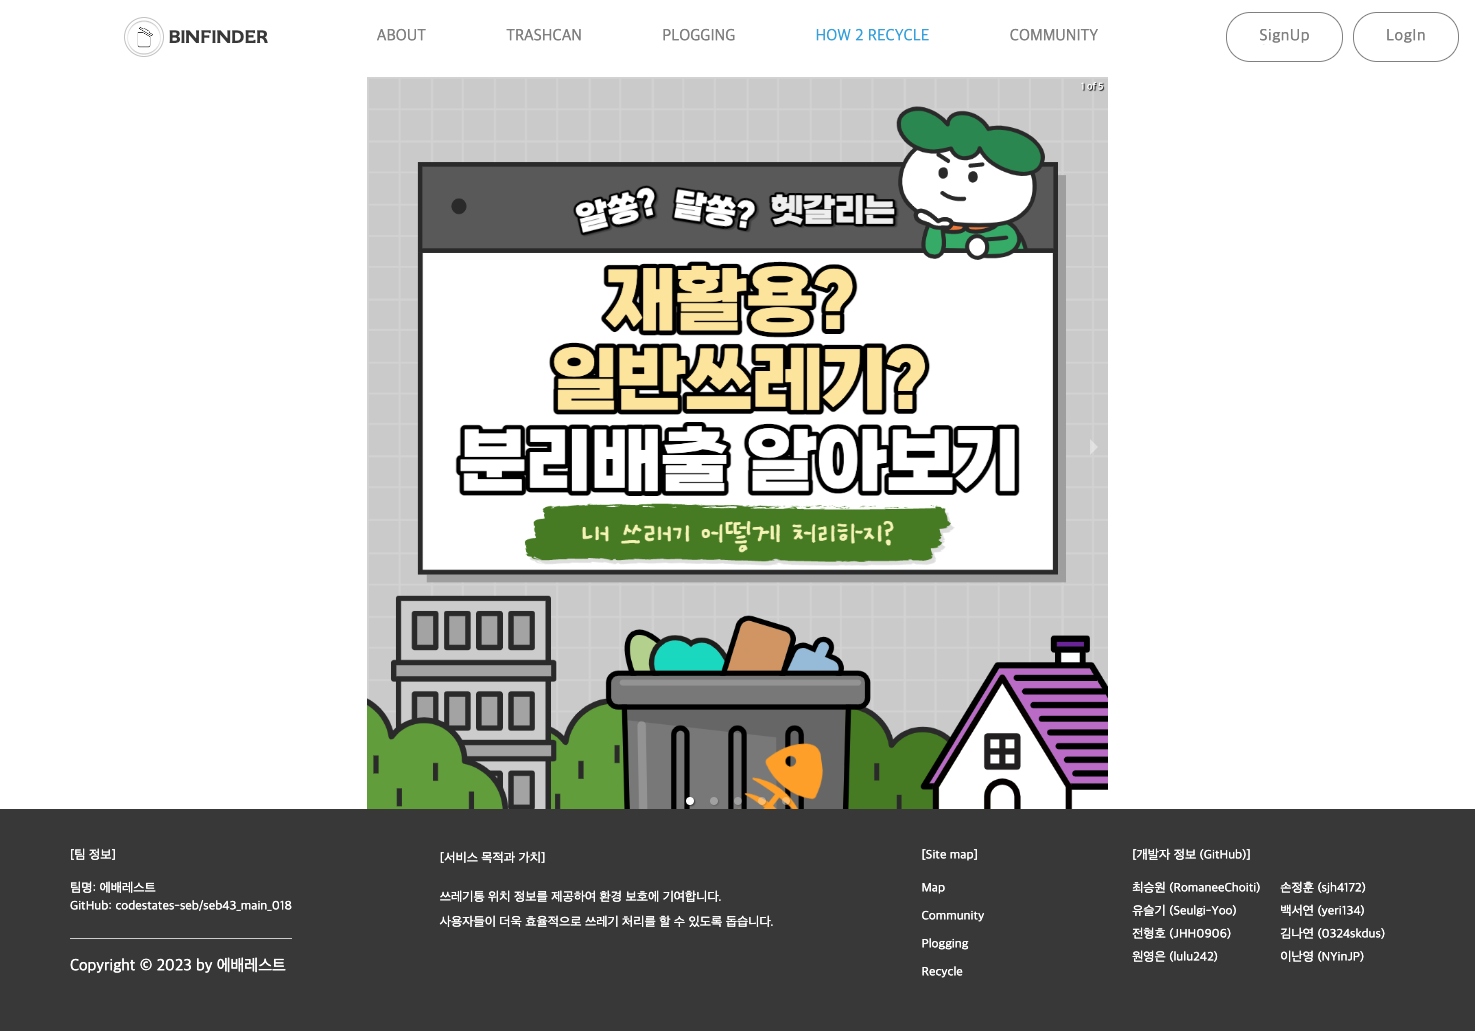 BINFINDER
ABOUT
TRASHCAN
PLOGGING
HOW 2 RECYCLE
COMMUNITY
SignUp
LogIn
1 of 5
알쏭? 달쏭? 헷갈리는
재활용?
일반쓰레기?
분리배출 알아보기
내 쓰래기 어떻게 처리하지?
[팀 정보]
팀명: 에배레스트
GitHub: codestates-seb/seb43_main_018
Copyright © 2023 by 에배레스트
[서비스 목적과 가치]
쓰레기통 위치 정보를 제공하여 환경 보호에 기여합니다.
사용자들이 더욱 효율적으로 쓰레기 처리를 할 수 있도록 돕습니다.
[Site map]
Map
Community
Plogging
Recycle
[개발자 정보 (GitHub)]
최승원 (RomaneeChoiti)
유슬기 (Seulgi-Yoo)
전형호 (JHH0906)
원영은 (lulu242)
손정훈 (sjh4172)
백서연 (yeri134)
김나연 (0324skdus)
이난영 (NYinJP)